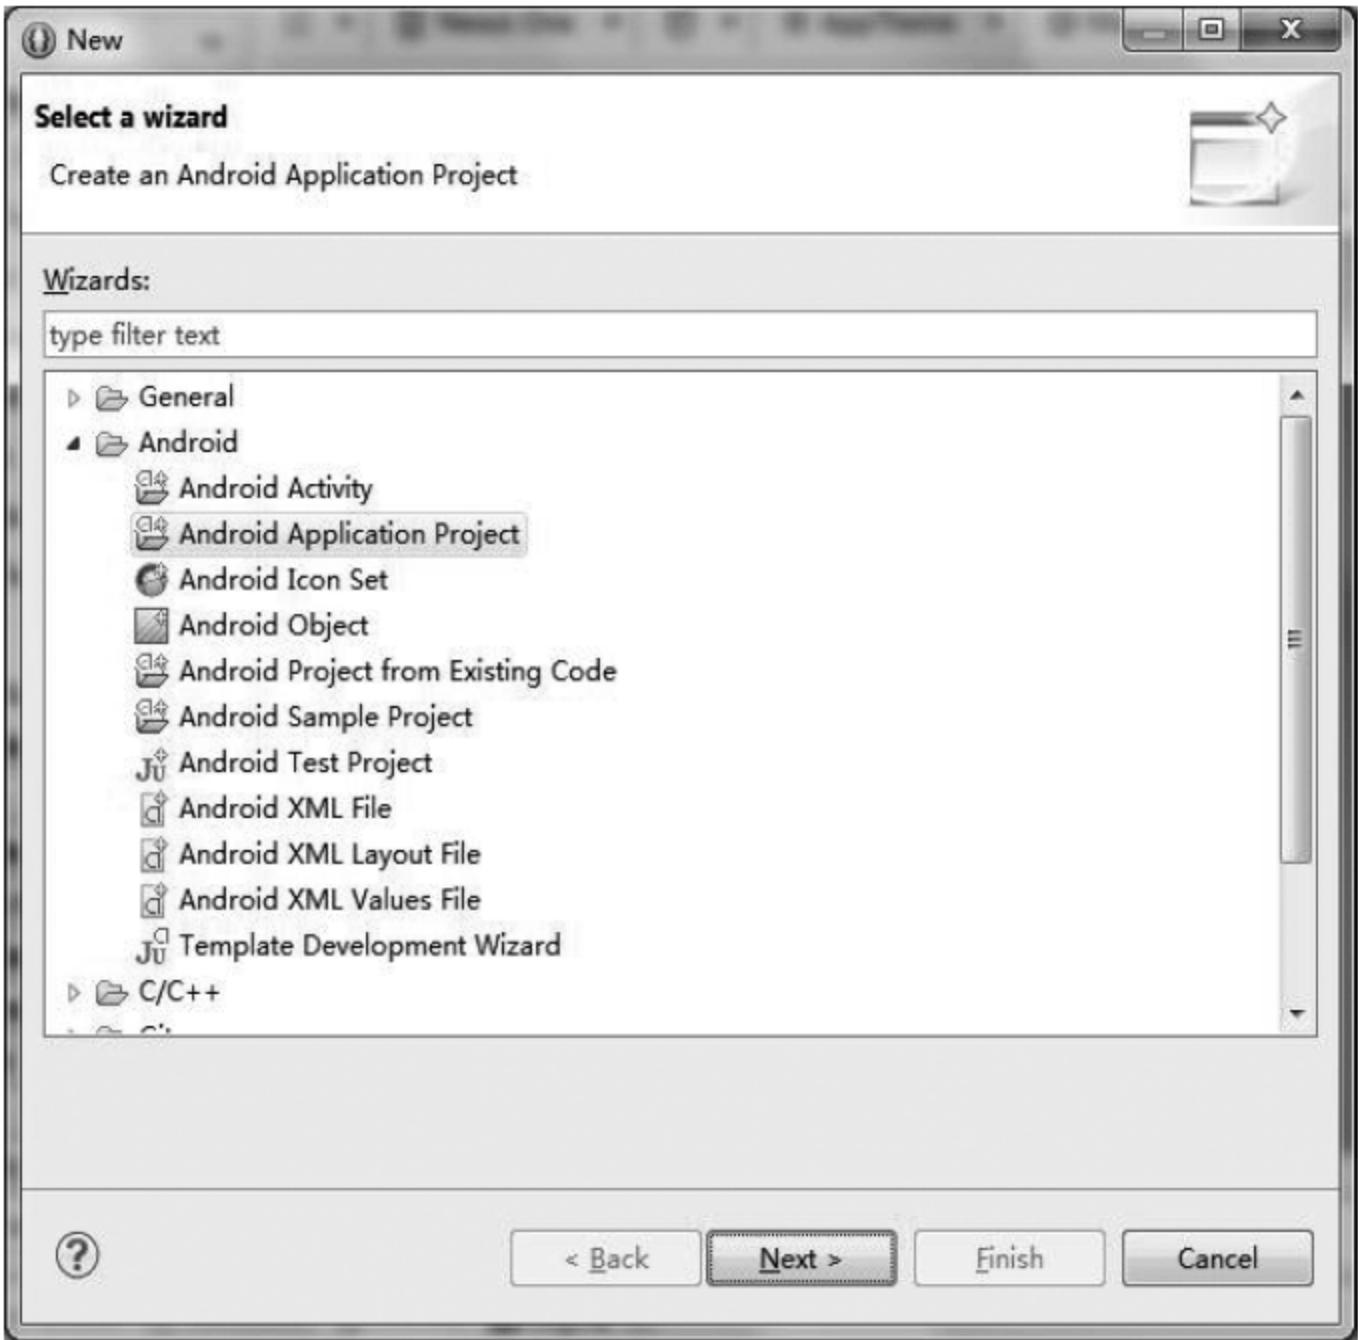 New
Select a wizard
Create an Android Application Project
Wizards:
type filter text
General
Android
Android Activity
Android Application Project
Android Icon Set
Android Object
Android Project from Existing Code
Android Sample Project
Android Test Project
Android XML File
Android XML Layout File
Android XML Values File
Template Development Wizard
C/C++
< Back Next > Finish Cancel